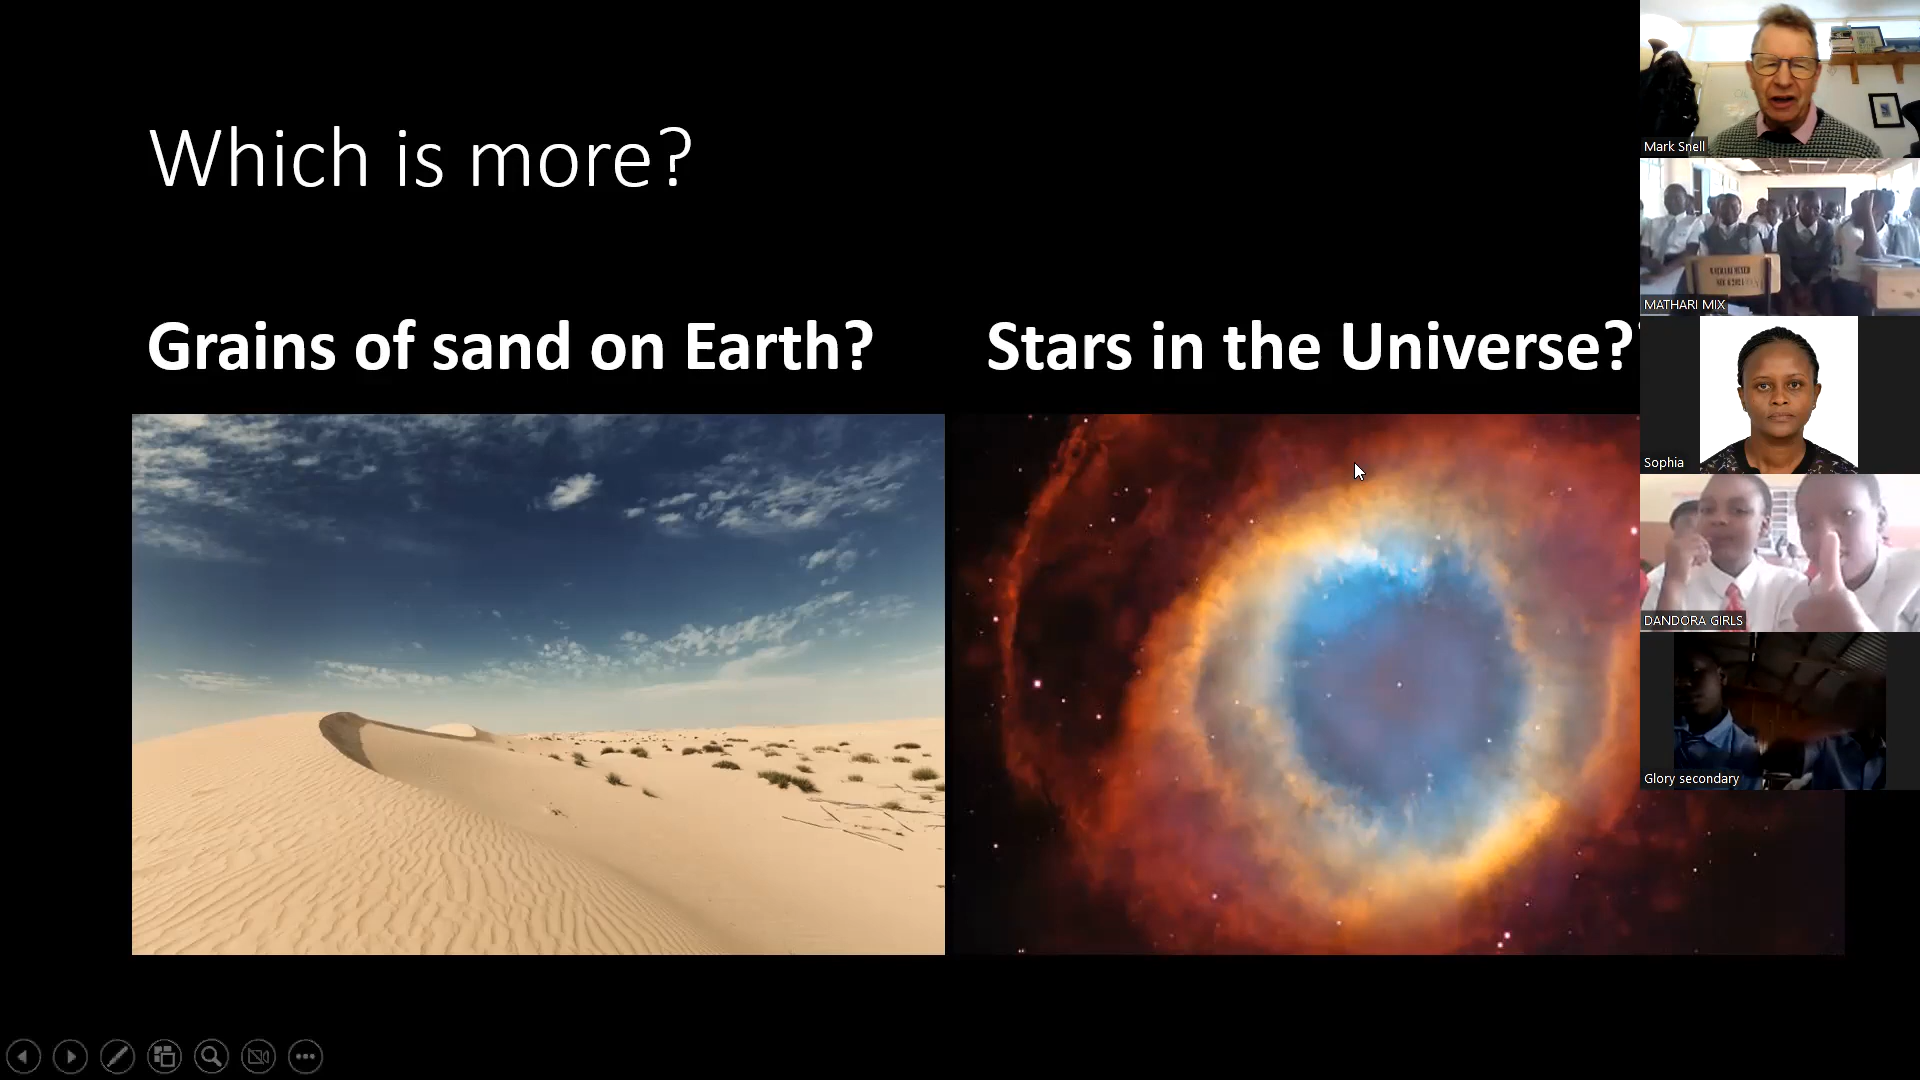 Which is more?
Grains of sand on Earth?
Stars in the Universe?
Mark Snell
MATHARI MIX
Sophia
DANDORA GIRLS
Glory secondary